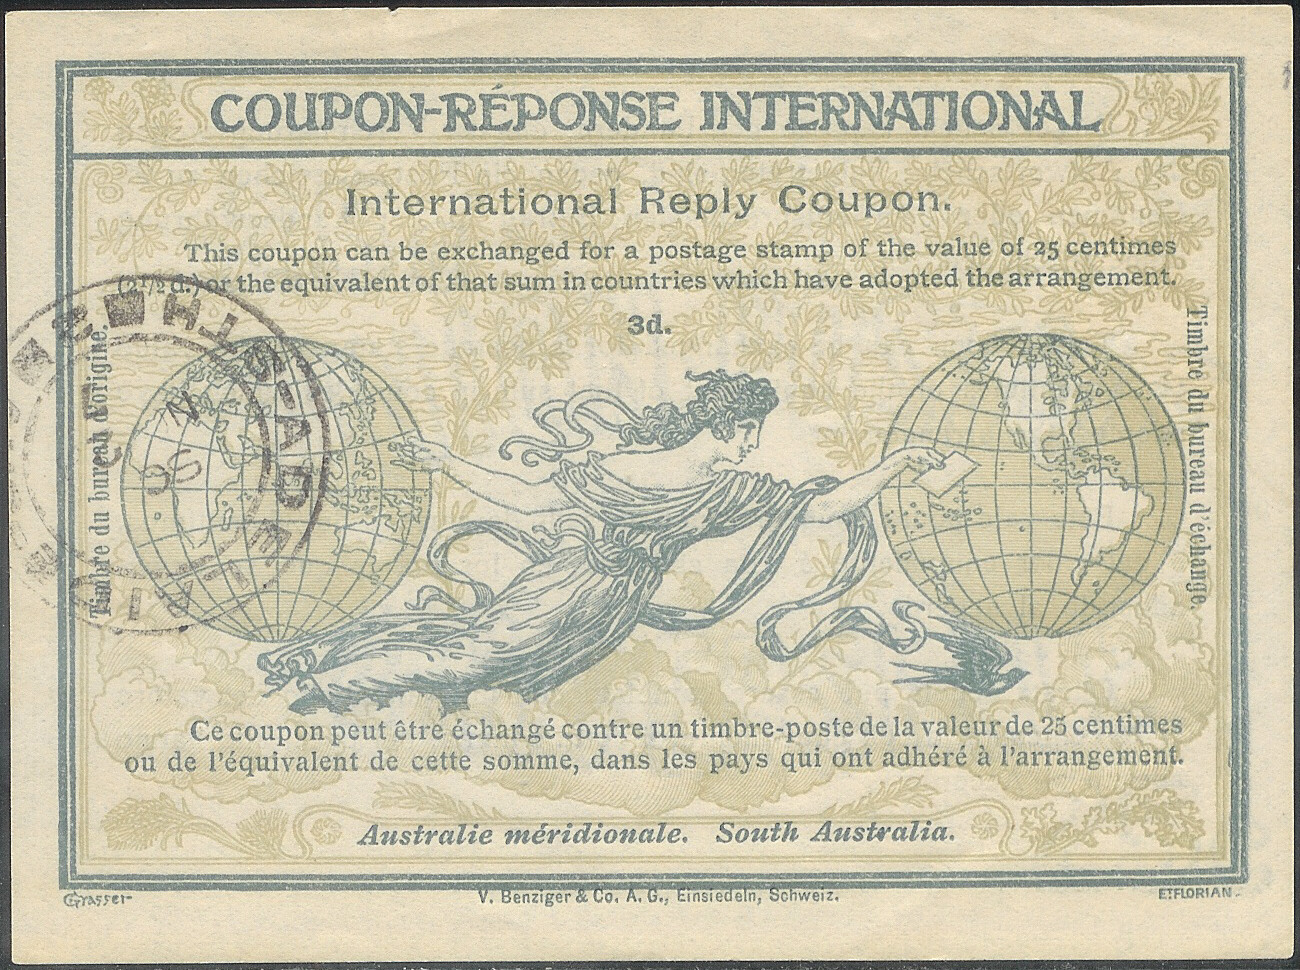 COUPON-RÉPONSE INTERNATIONAL
International Reply Coupon.
This coupon can be exchanged for a postage stamp of the value of 25 centimes
(2 1/2 d.) or the equivalent of that sum in countries which have adopted the arrangement.
3d.
Timbre du bureau d'origine.
Timbre du bureau d'échange.
Ce coupon peut être échangé contre un timbre-poste de la valeur de 25 centimes
ou de l'équivalent de cette somme, dans les pays qui ont adhéré à l'arrangement.
Australie méridionale. South Australia.
Grasset
V. Benziger & Co. A. G., Einsiedeln, Schweiz.
E. FLORIAN.